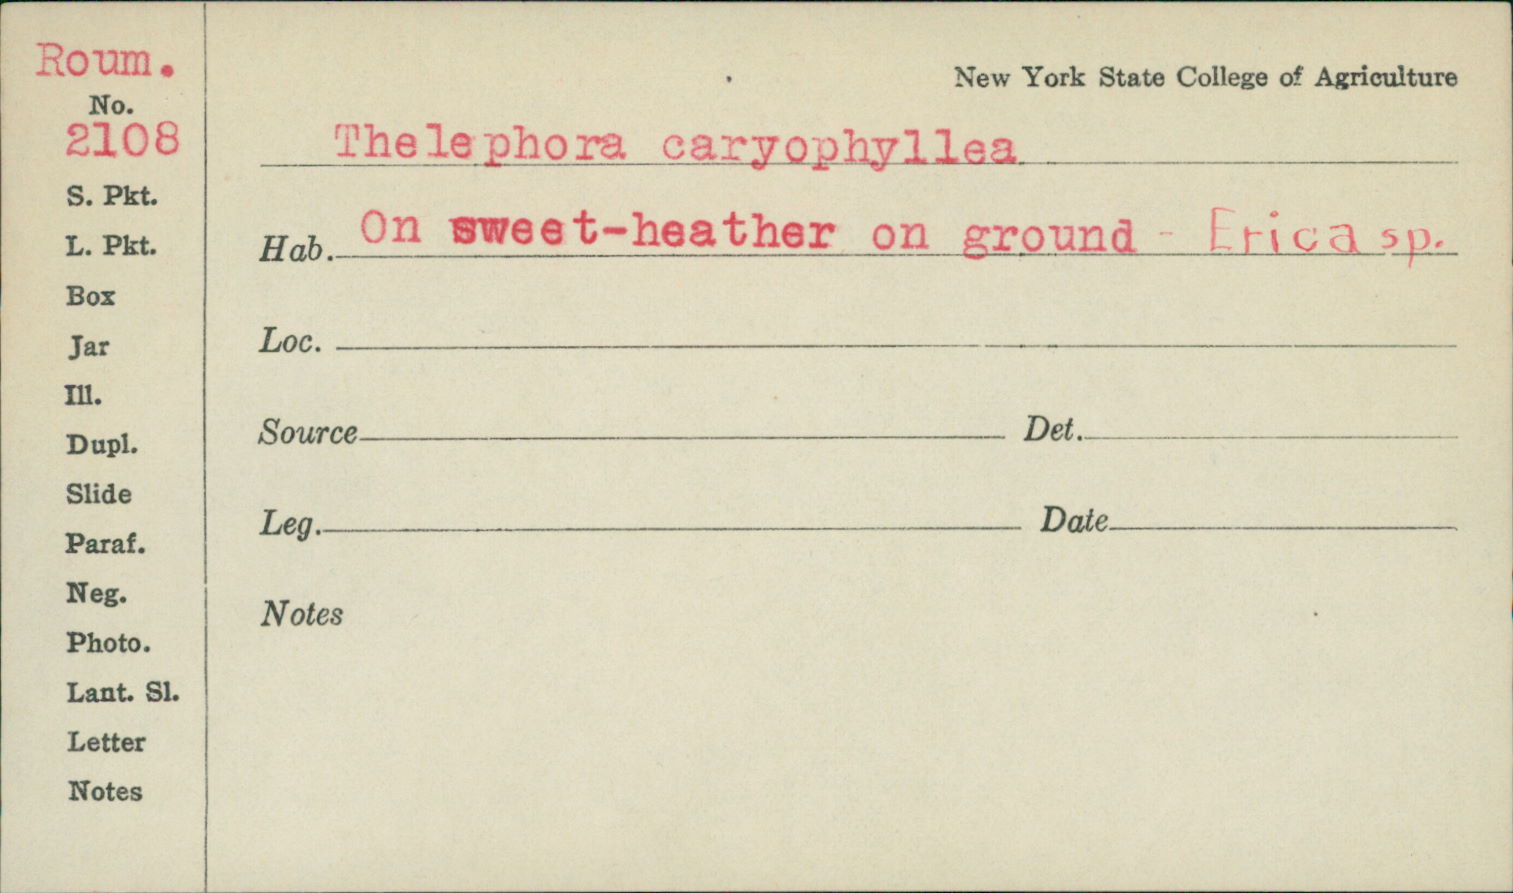 Roum.
No.
2108
S. Pkt.
L. Pkt.
Box
Jar
Ill.
Dupl.
Slide
Paraf.
Neg.
Photo.
Lant. Sl.
Letter
Notes
New York State College of Agriculture
Thelephora caryophyllea
Hab. On sweet-heather on ground - Erica sp.
Loc.
Source Det.
Leg. Date
Notes